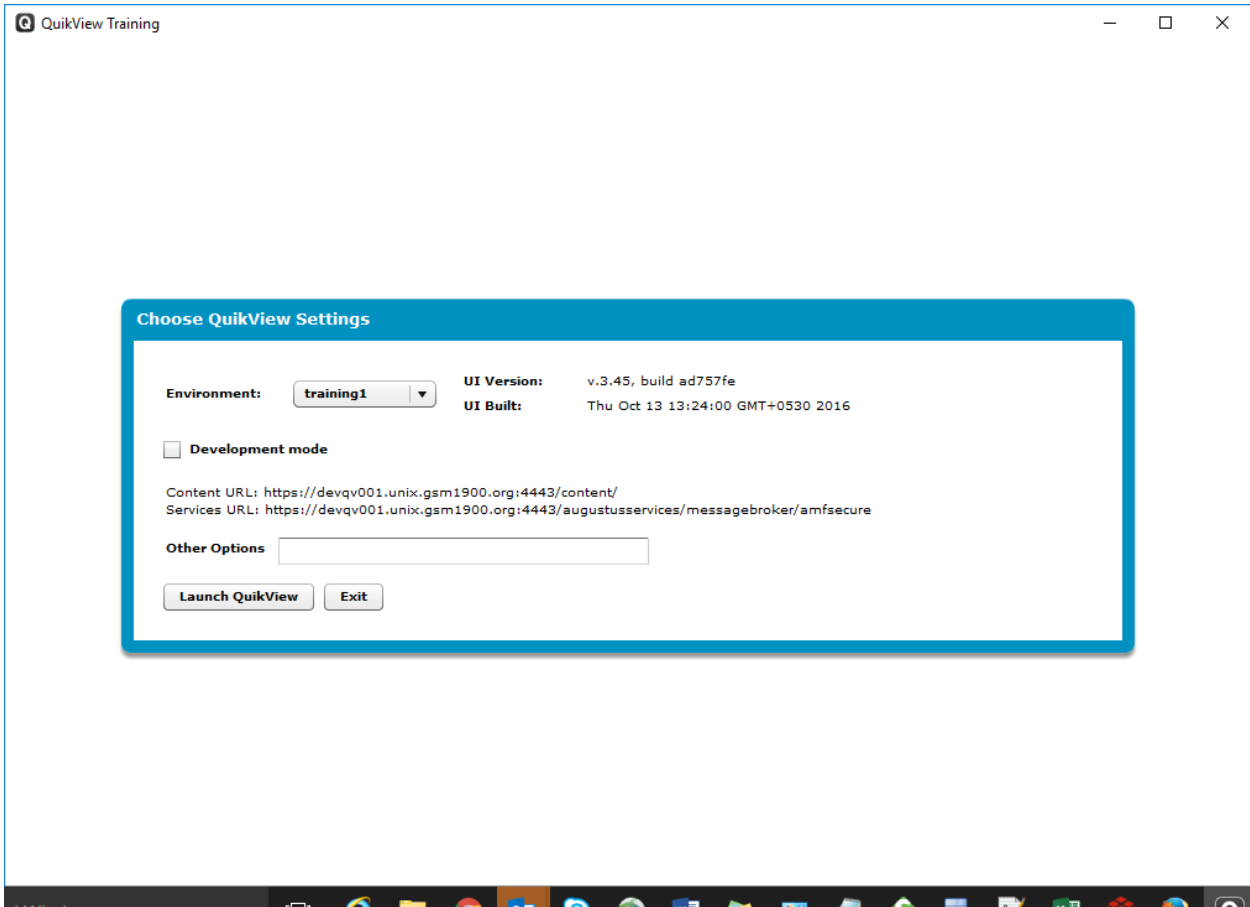 QuikView Training
Choose QuikView Settings
Environment: training1 UI Version: v.3.45, build ad757fe
UI Built: Thu Oct 13 13:24:00 GMT+0530 2016
Development mode
Content URL: https://devqv001.unix.gsm1900.org:4443/content/
Services URL: https://devqv001.unix.gsm1900.org:4443/augustusservices/messagebroker/amfsecure
Other Options
Launch QuikView Exit